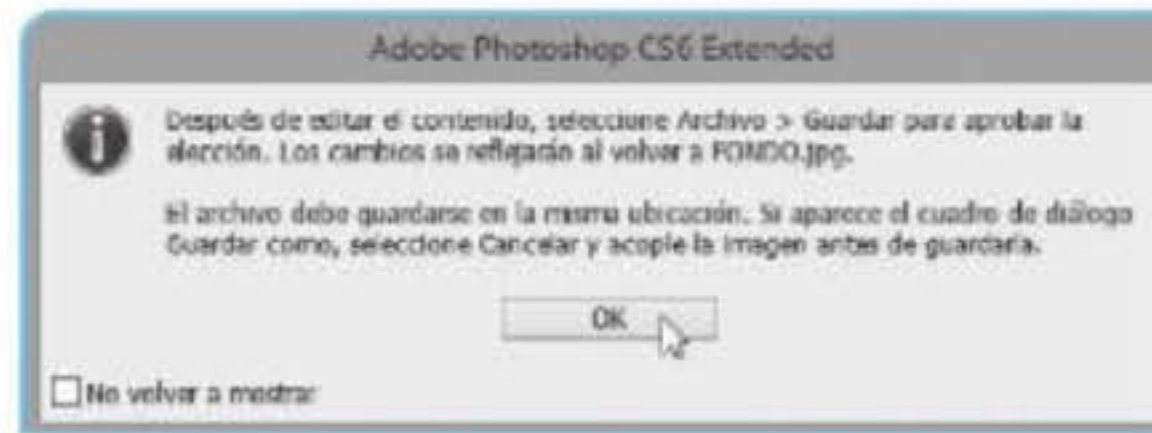 Adobe Photoshop CS6 Extended
Después de editar el contenido, seleccione Archivo > Guardar para aprobar la
elección. Los cambios se reflejarán al volver a FONDO.jpg.
El archivo debe guardarse en la misma ubicación. Si aparece el cuadro de diálogo
Guardar como, seleccione Cancelar y acople la imagen antes de guardarla.
OK
No volver a mostrar